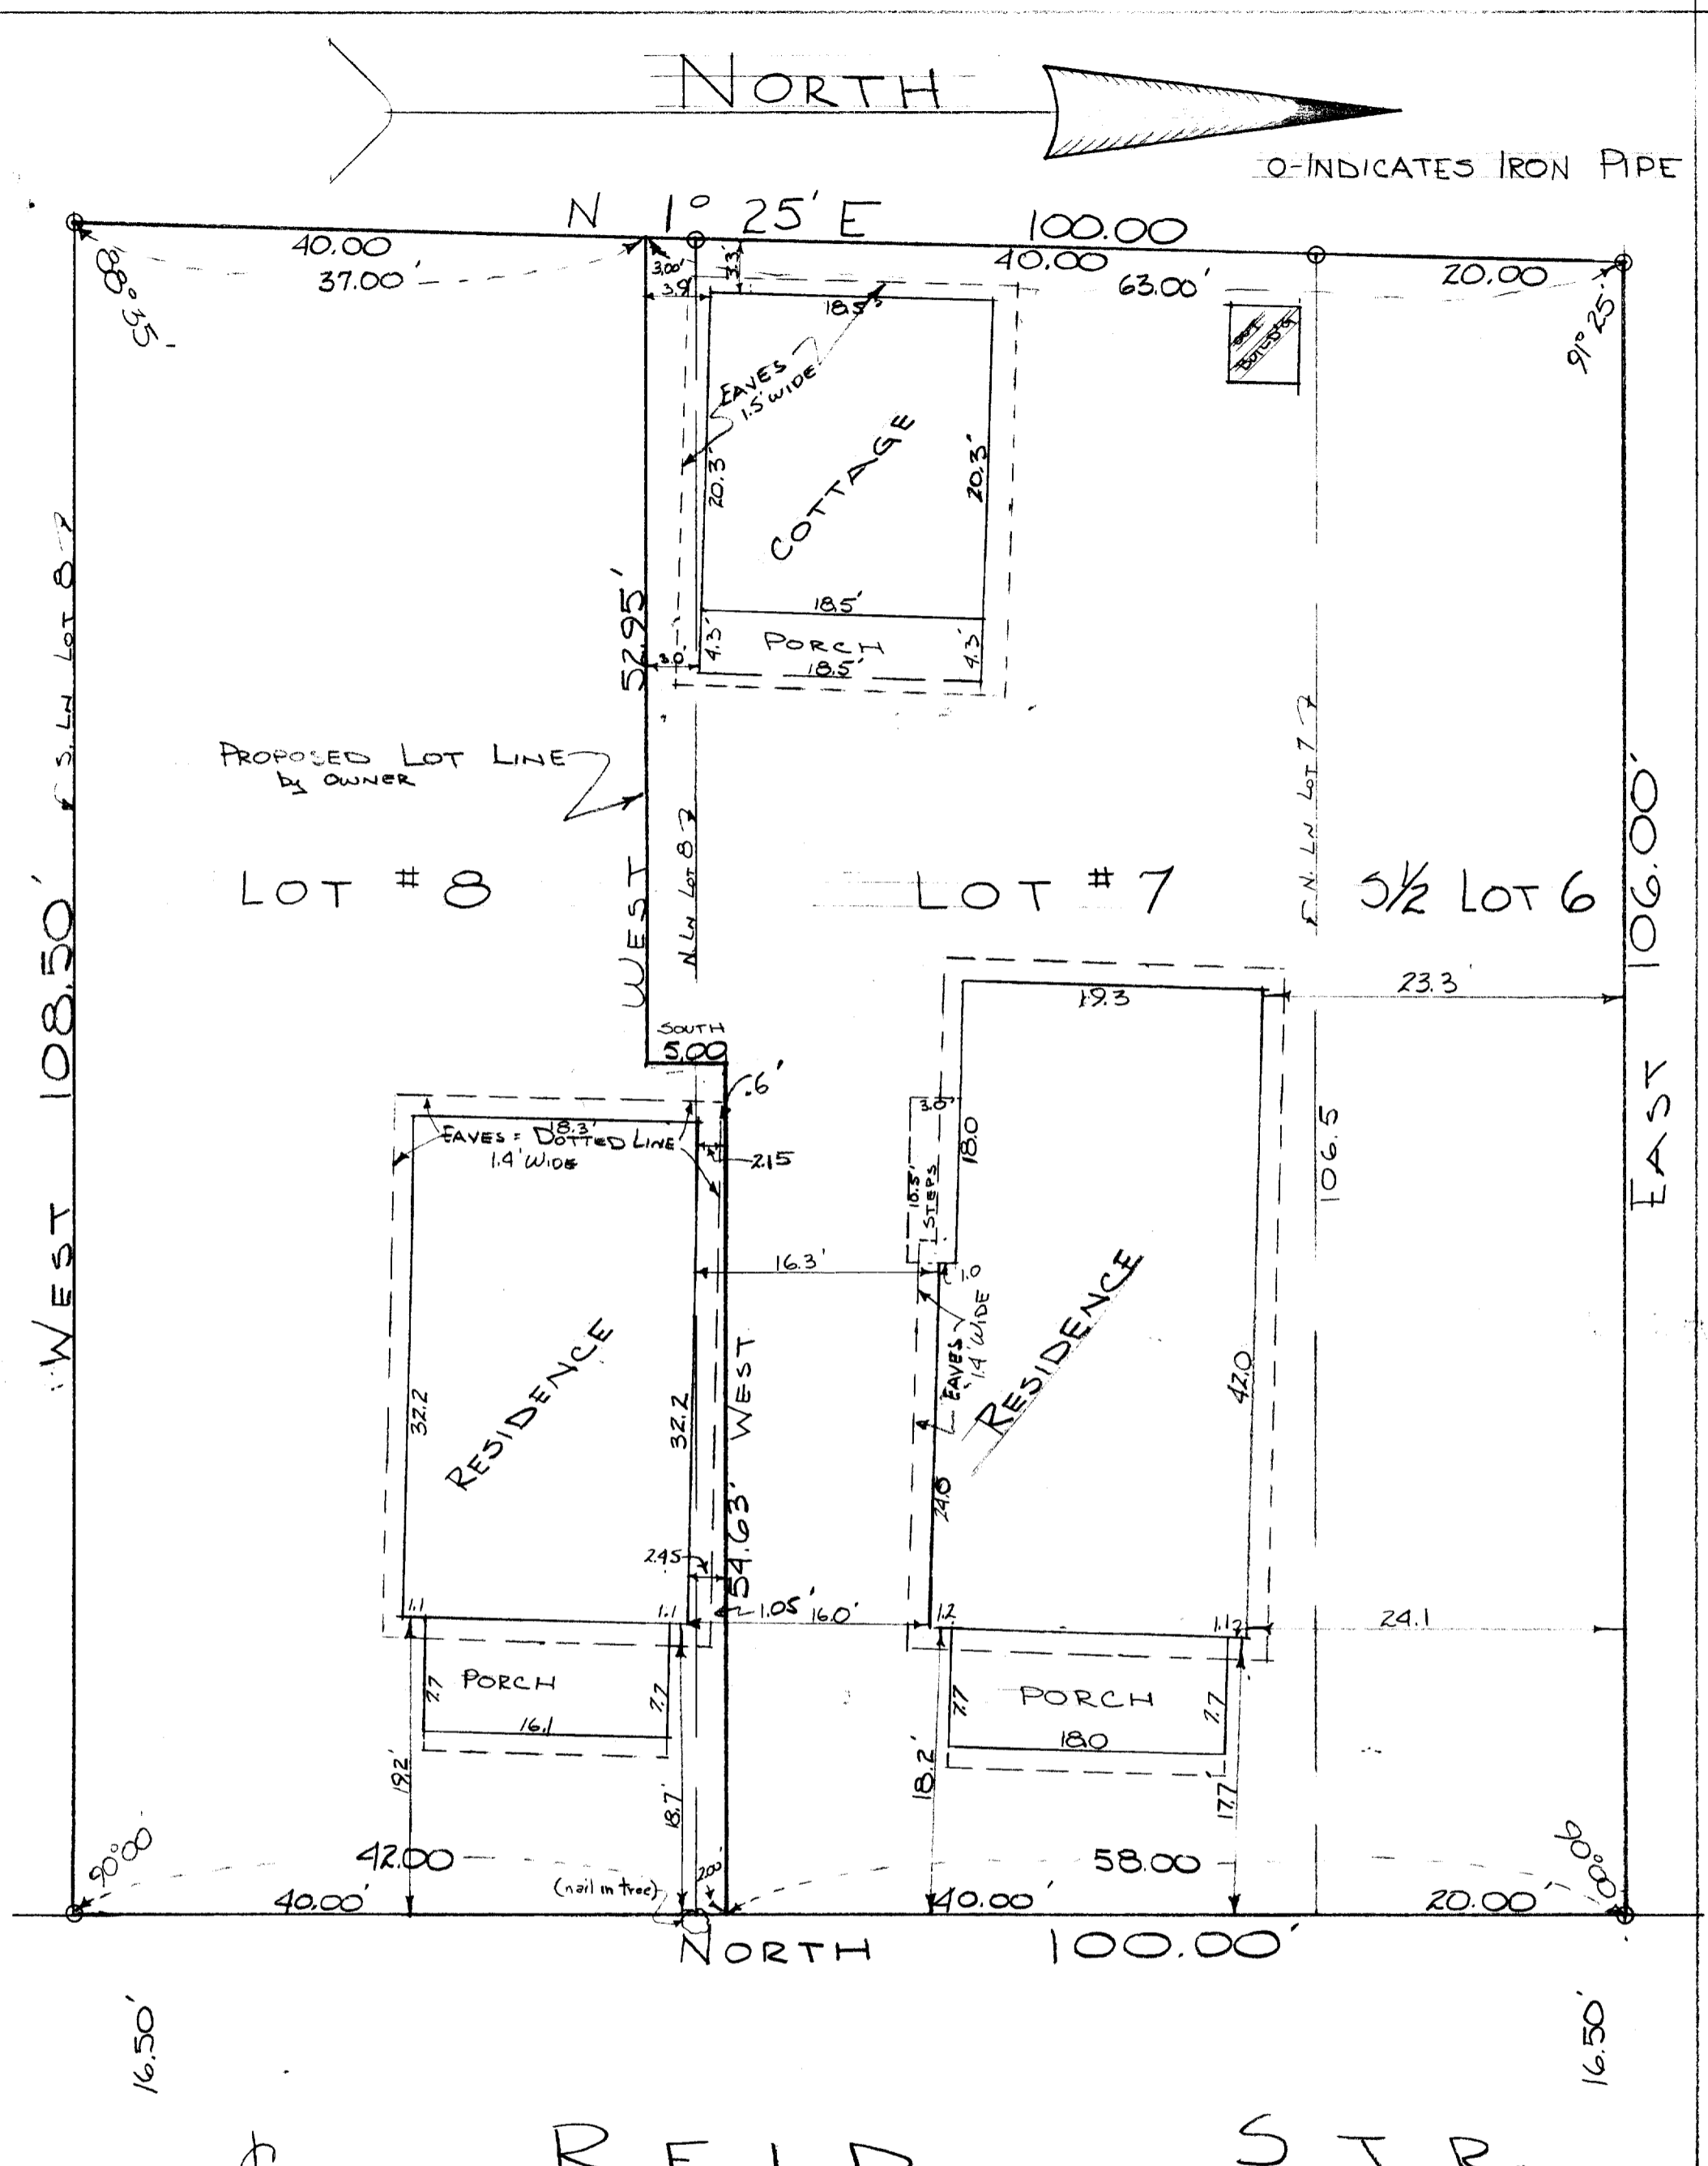 NORTH
O-INDICATES IRON PIPE
N 1° 25' E 100.00
40.00
37.00'
88°35'
3.00'
3.9'
3.3'
40.00
63.00'
20.00
91°25'
18.5'
OUT
BUILD'G
EAVES
1.5' WIDE
20.3'
COTTAGE
20.3'
18.5'
PORCH
4.3'
4.3'
18.5'
3.0'
52.95'
WEST
S. LN LOT 8
PROPOSED LOT LINE
by OWNER
N. LN LOT 8
N. LN LOT 7
LOT #8
LOT #7
S 1/2 LOT 6
WEST 108.50'
EAST 106.00'
106.5
SOUTH
5.00
.6'
19.3
23.3'
18.3'
EAVES = DOTTED LINE
1.4' WIDE
2.15
3.0'
18.0
10.5'
STEPS
16.3'
1.0
EAVES
1.4' WIDE
RESIDENCE
RESIDENCE
32.2
32.2
42.0
24.0
WEST
54.63'
2.45
1.05'
16.0'
1.1
1.1
1.2
1.1
24.1
PORCH
7.7
7.7
16.1
PORCH
7.7
7.7
18.0
19.2'
18.7'
18.2'
17.7'
90°00'
42.00
2.00'
58.00
90°00'
40.00'
(nail in tree)
40.00'
20.00'
NORTH 100.00'
16.50'
16.50'
REID STR